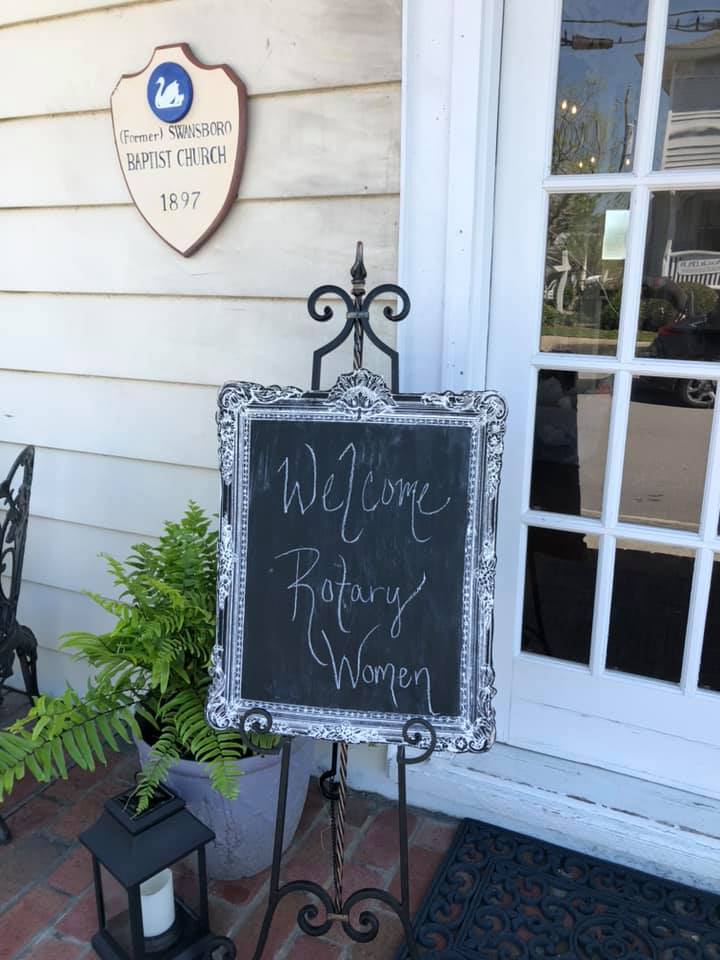 (Former) SWANSBORO
BAPTIST CHURCH
1897
Welcome
Rotary
Women